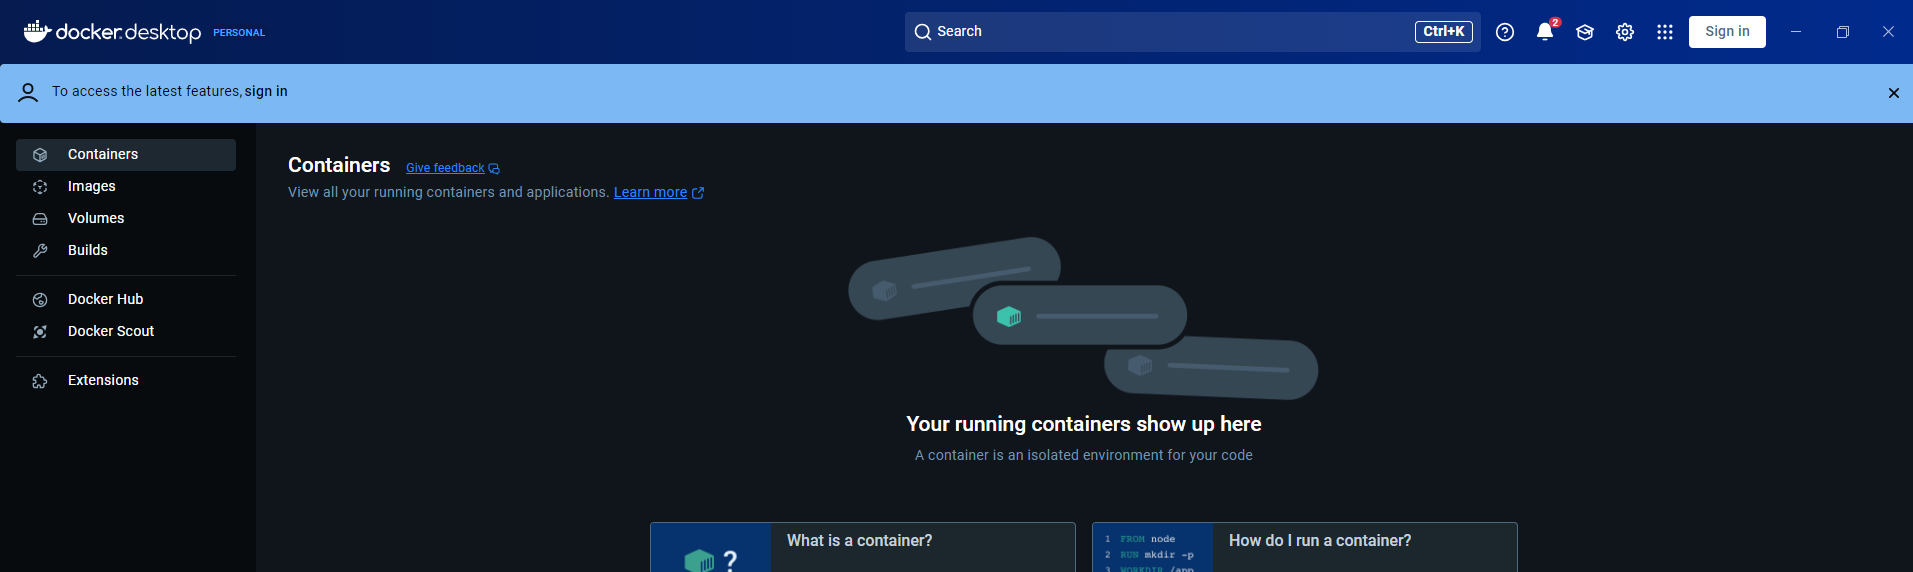 docker.desktop PERSONAL
Search
Ctrl+K
2
Sign in
To access the latest features, sign in
Containers
Images
Volumes
Builds
Docker Hub
Docker Scout
Extensions
Containers Give feedback
View all your running containers and applications. Learn more
Your running containers show up here
A container is an isolated environment for your code
?
What is a container?
1 FROM node
2 RUN mkdir -p
3 WORKDIR /app
How do I run a container?